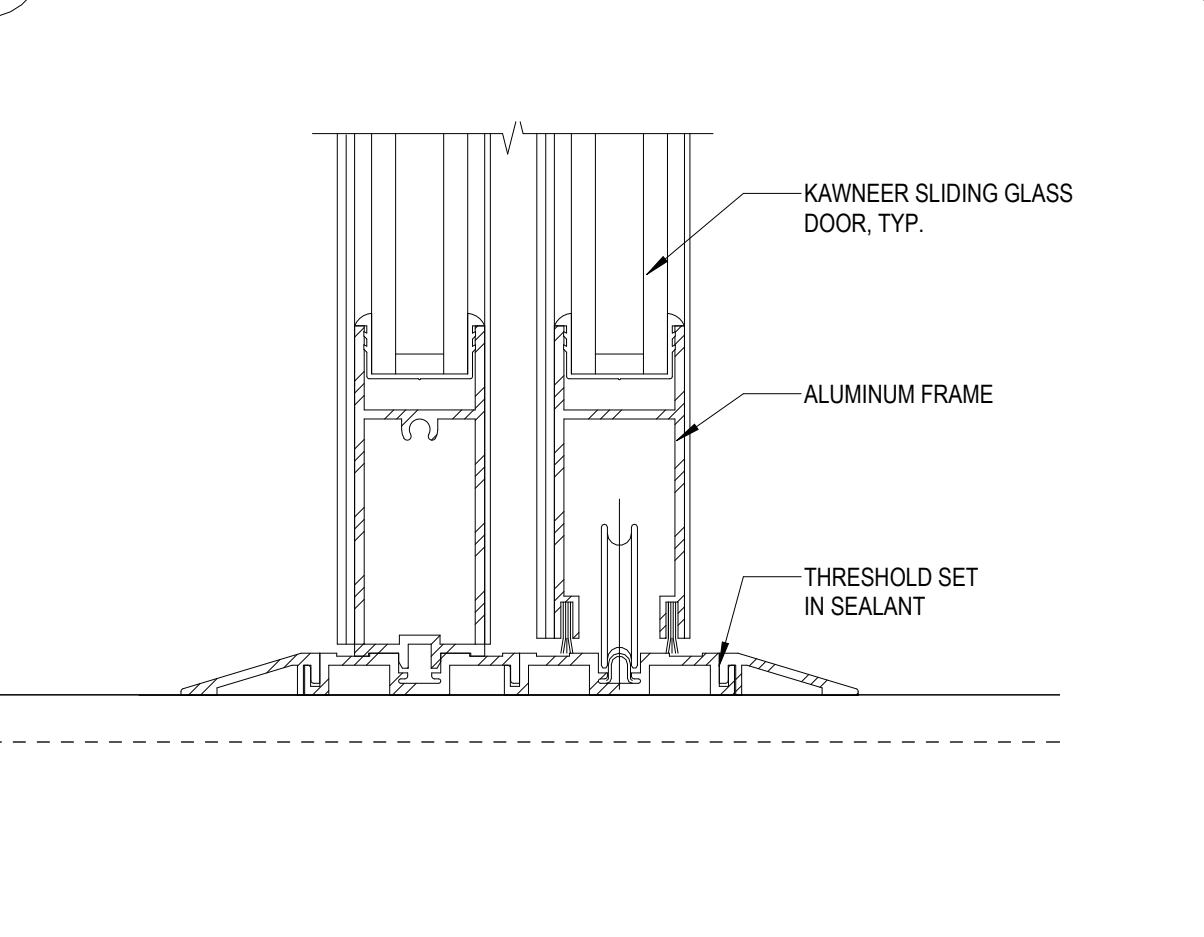 KAWNEER SLIDING GLASS
DOOR, TYP.
ALUMINUM FRAME
THRESHOLD SET
IN SEALANT